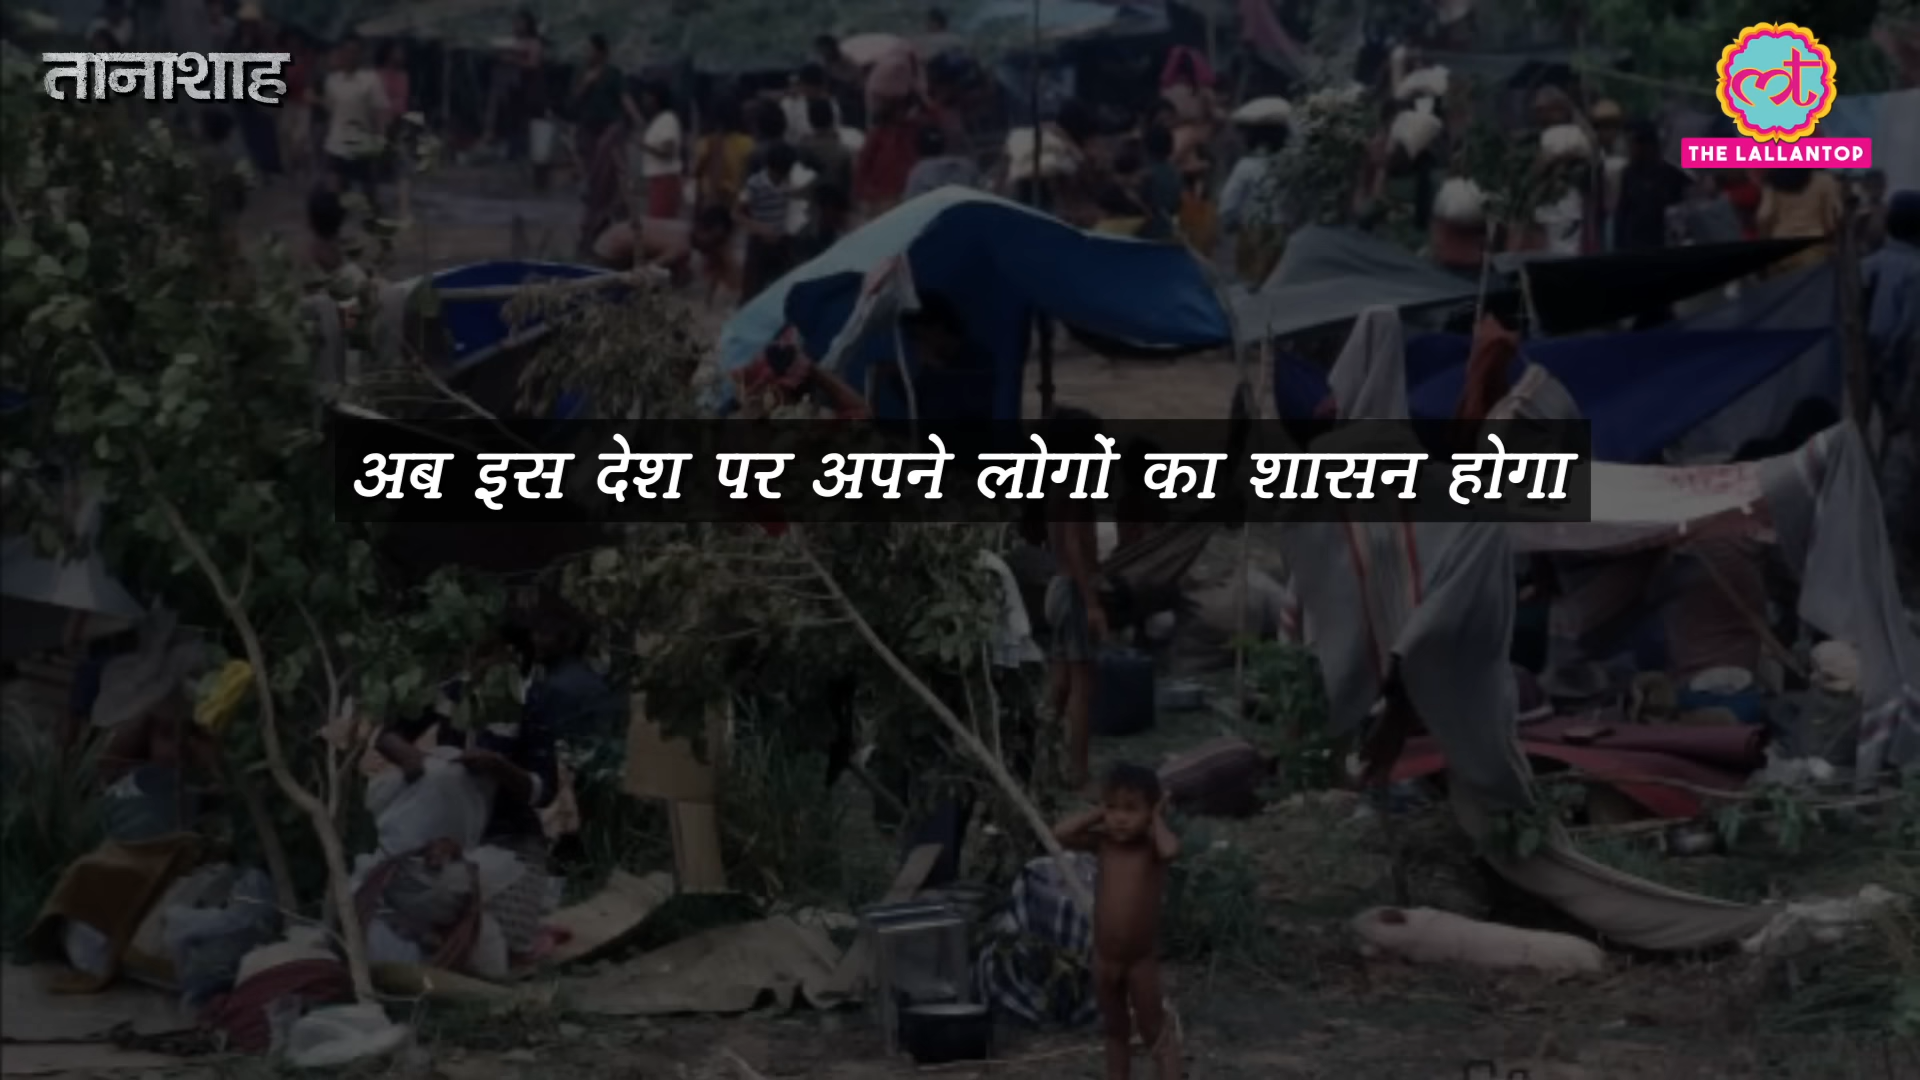 तानाशाह
THE LALLANTOP
अब इस देश पर अपने लोगों का शासन होगा